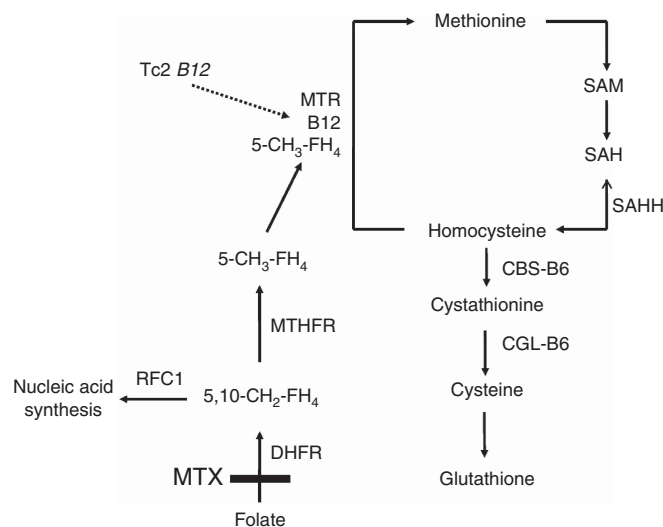 Methionine
Tc2 B12
MTR
B12
5-CH₃-FH₄
SAM
SAH
SAHH
Homocysteine
5-CH₃-FH₄
CBS-B6
Cystathionine
MTHFR
CGL-B6
RFC1
Nucleic acid
synthesis
5,10-CH₂-FH₄
Cysteine
DHFR
MTX
Glutathione
Folate